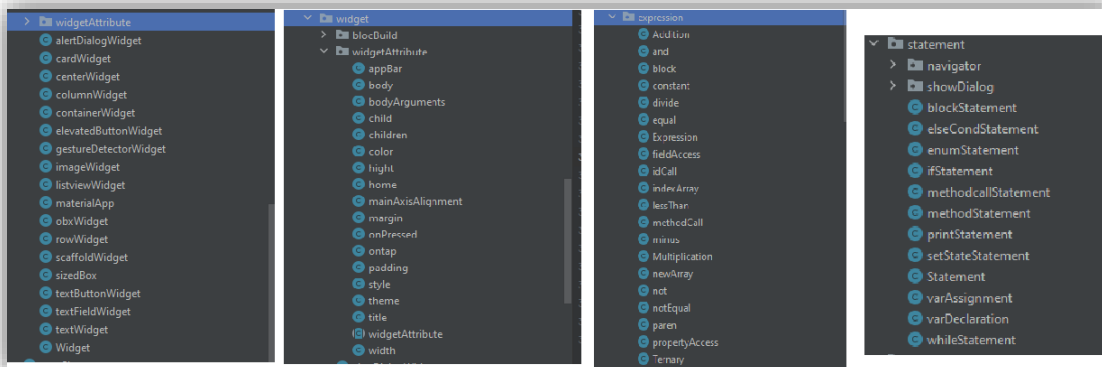 widgetAttribute
alertDialogWidget
cardWidget
centerWidget
columnWidget
containerWidget
elevatedButtonWidget
gestureDetectorWidget
imageWidget
listviewWidget
materialApp
obxWidget
rowWidget
scaffoldWidget
sizedBox
textButtonWidget
textFieldWidget
textWidget
Widget
widget
blocBuild
widgetAttribute
appBar
body
bodyArguments
child
children
color
hight
home
mainAxisAlignment
margin
onPressed
ontap
padding
style
theme
title
widgetAttribute
width
expression
Addition
and
block
constant
divide
equal
Expression
fieldAccess
idCall
indexArray
lessThan
methodCall
minus
Multiplication
newArray
not
notEqual
paren
propertyAccess
Ternary
statement
navigator
showDialog
blockStatement
elseCondStatement
enumStatement
ifStatement
methodcallStatement
methodStatement
printStatement
setStateStatement
Statement
varAssignment
varDeclaration
whileStatement